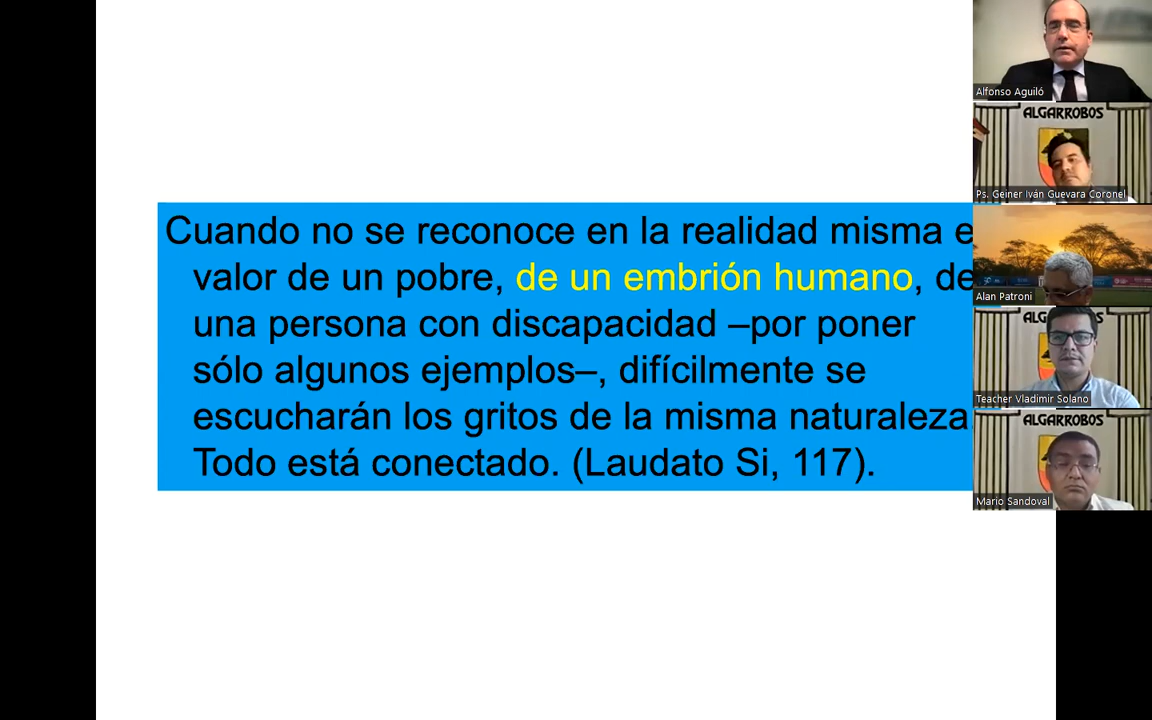 Cuando no se reconoce en la realidad misma e
valor de un pobre, de un embrión humano, de
una persona con discapacidad –por poner
sólo algunos ejemplos–, difícilmente se
escucharán los gritos de la misma naturaleza.
Todo está conectado. (Laudato Si, 117).
Alfonso Aguiló
ALGARROBOS
Ps. Geiner Iván Guevara Coronel
Alan Patroni
ALG
Teacher Vladimir Solano
ALGARROBOS
Mario Sandoval